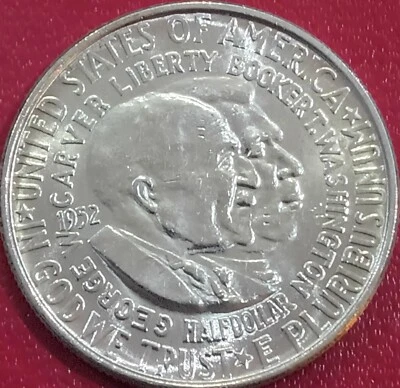 UNITED STATES OF AMERICA
E PLURIBUS UNUM
IN GOD WE TRUST
GEORGE W. CARVER LIBERTY BOOKER T. WASHINGTON
1952
HALF DOLLAR